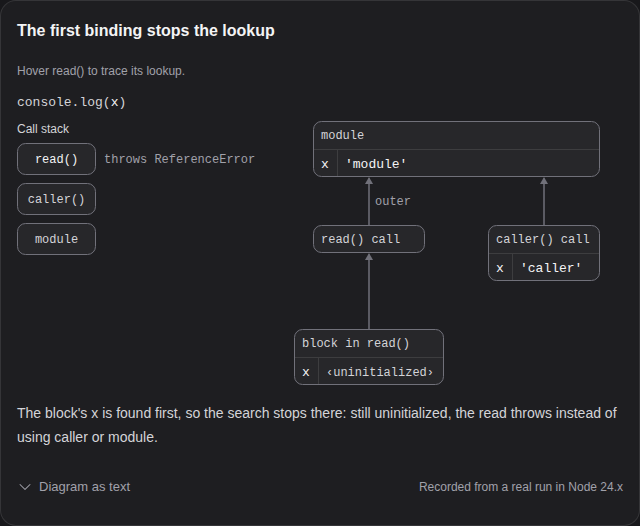 The first binding stops the lookup
Hover read() to trace its lookup.
console.log(x)
Call stack
read() throws ReferenceError
caller()
module
module
x 'module'
outer
read() call
caller() call
x 'caller'
block in read()
x ‹uninitialized›
The block's x is found first, so the search stops there: still uninitialized, the read throws instead of
using caller or module.
Diagram as text
Recorded from a real run in Node 24.x